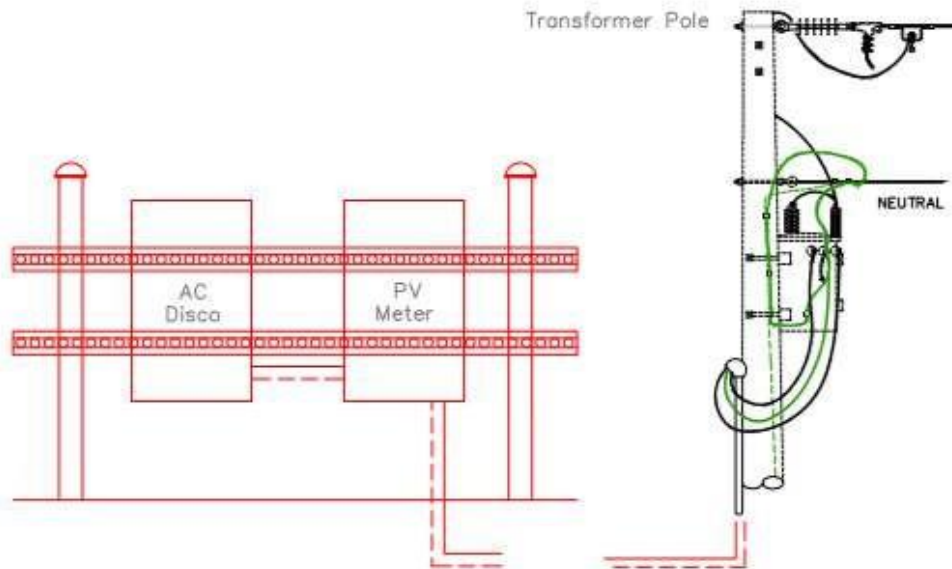 Transformer Pole
NEUTRAL
AC
Disco
PV
Meter